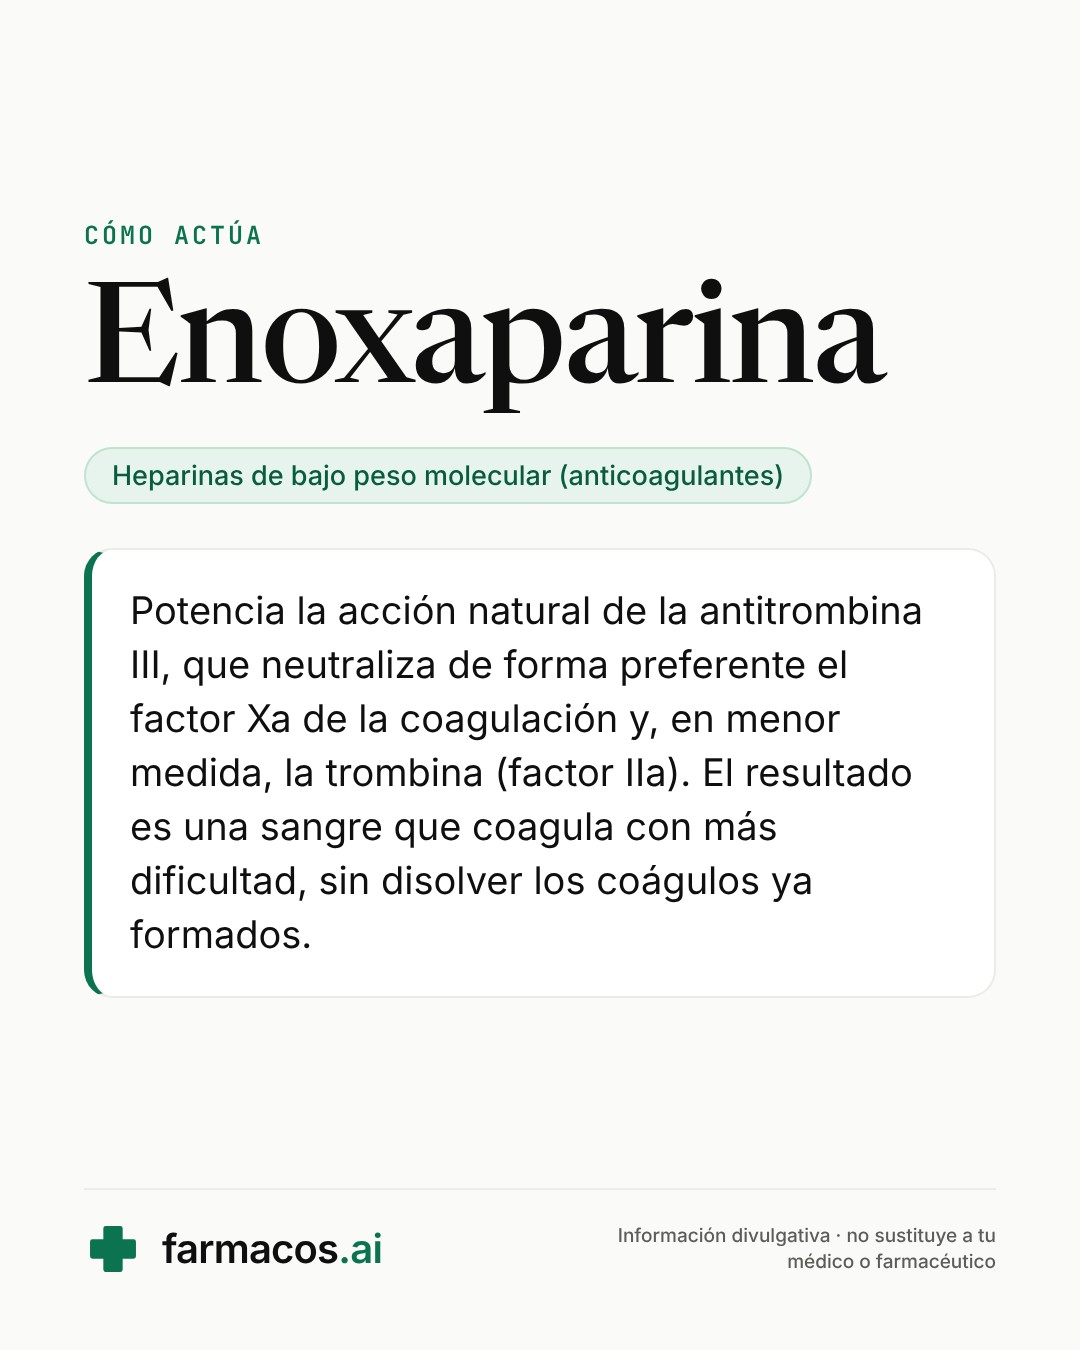 CÓMO ACTÚA
Enoxaparina
Heparinas de bajo peso molecular (anticoagulantes)
Potencia la acción natural de la antitrombina
III, que neutraliza de forma preferente el
factor Xa de la coagulación y, en menor
medida, la trombina (factor IIa). El resultado
es una sangre que coagula con más
dificultad, sin disolver los coágulos ya
formados.
farmacos.ai
Información divulgativa · no sustituye a tu
médico o farmacéutico